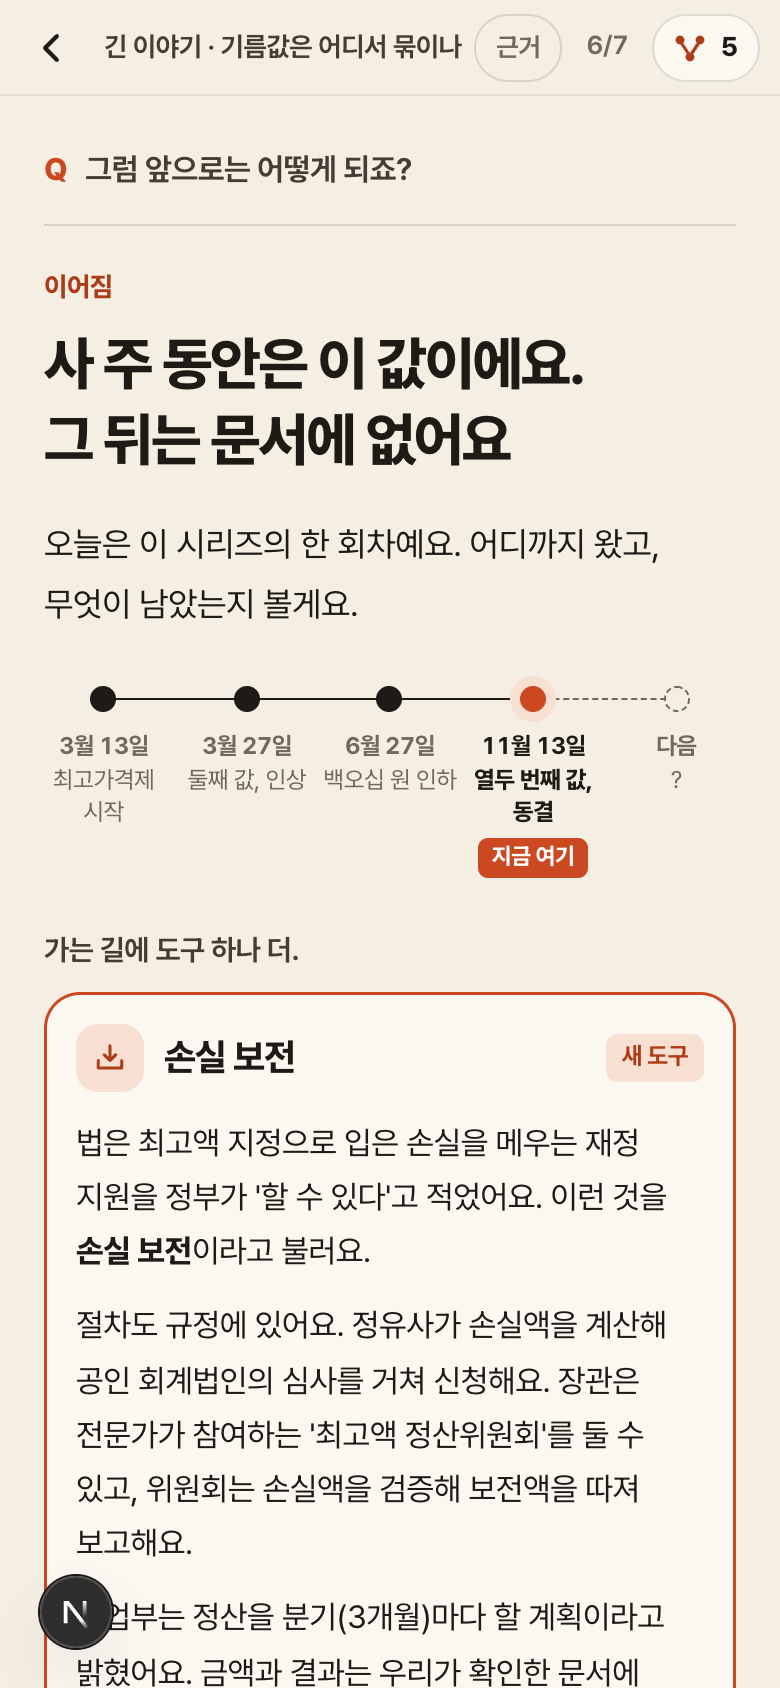 긴 이야기 · 기름값은 어디서 묶이나 근거 6/7 5
Q 그럼 앞으로는 어떻게 되죠?
이어짐
사 주 동안은 이 값이에요.
그 뒤는 문서에 없어요
오늘은 이 시리즈의 한 회차예요. 어디까지 왔고,
무엇이 남았는지 볼게요.
3월 13일 3월 27일 6월 27일 11월 13일 다음
최고가격제 둘째 값, 인상 백오십 원 인하 열두 번째 값, ?
시작 동결
지금 여기
가는 길에 도구 하나 더.
손실 보전 새 도구
법은 최고액 지정으로 입은 손실을 메우는 재정
지원을 정부가 '할 수 있다'고 적었어요. 이런 것을
손실 보전이라고 불러요.
절차도 규정에 있어요. 정유사가 손실액을 계산해
공인 회계법인의 심사를 거쳐 신청해요. 장관은
전문가가 참여하는 '최고액 정산위원회'를 둘 수
있고, 위원회는 손실액을 검증해 보전액을 따져
보고해요.
N 업부는 정산을 분기(3개월)마다 할 계획이라고
밝혔어요. 금액과 결과는 우리가 확인한 문서에